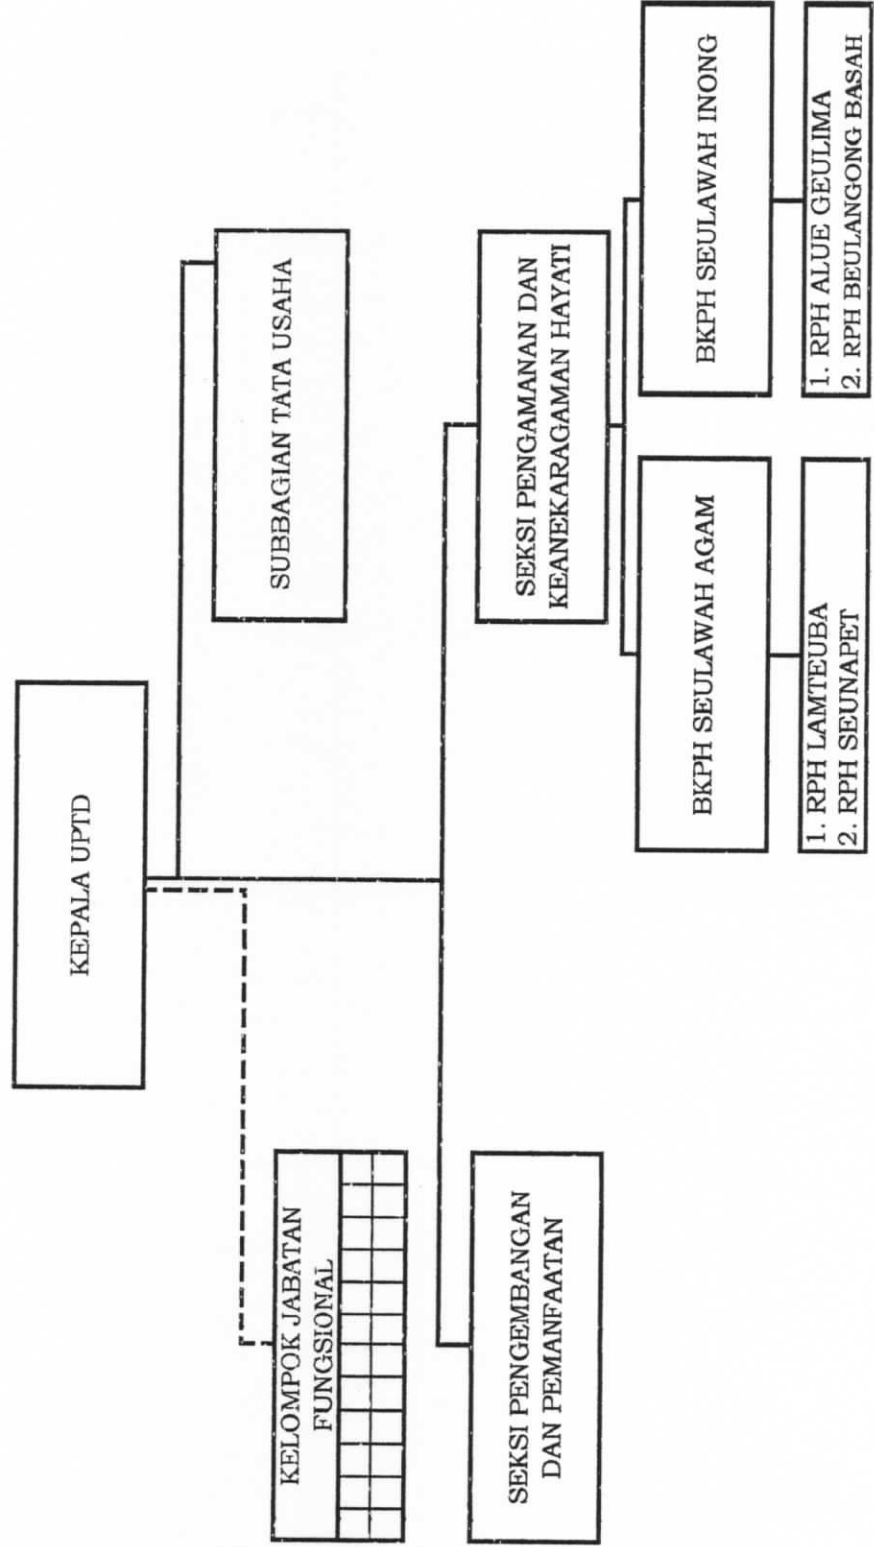 KEPALA UPTD
SUBBAGIAN TATA USAHA
KELOMPOK JABATAN
FUNGSIONAL
SEKSI PENGEMBANGAN
DAN PEMANFAATAN
SEKSI PENGAMANAN DAN
KEANEKARAGAMAN HAYATI
BKPH SEULAWAH AGAM
BKPH SEULAWAH INONG
1. RPH LAMTEUBA
2. RPH SEUNAPET
1. RPH ALUE GEULIMA
2. RPH BEULANGONG BASAH